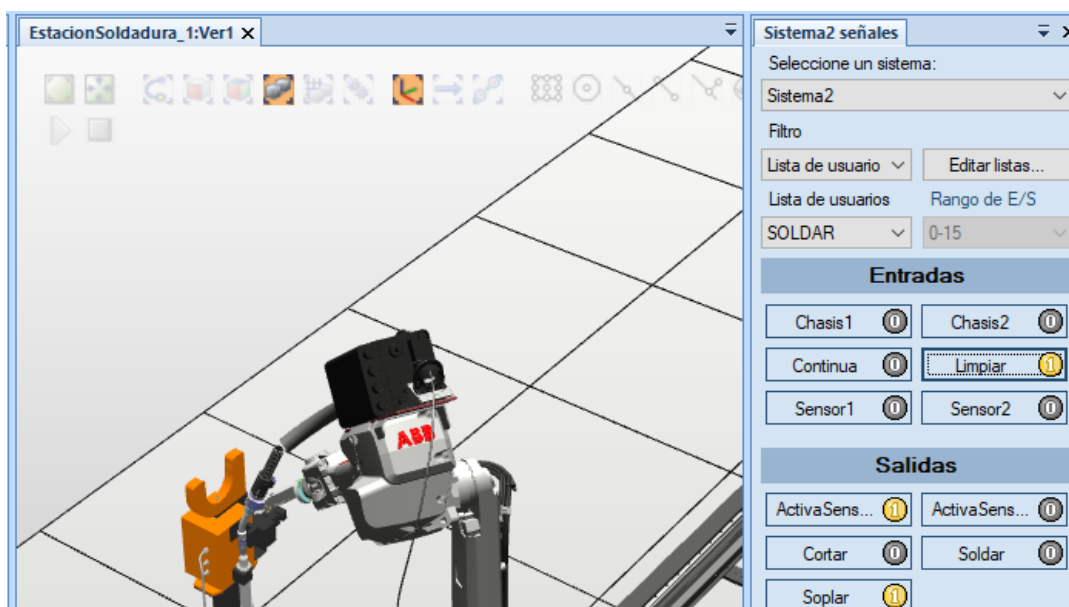 EstacionSoldadura_1:Ver1
Sistema2 señales
Seleccione un sistema:
Sistema2
Filtro
Lista de usuario
Editar listas...
Lista de usuarios
Rango de E/S
SOLDAR
0-15
Entradas
Chasis1 0
Chasis2 0
Continua 0
Limpiar 1
Sensor1 0
Sensor2 0
Salidas
ActivaSens... 1
ActivaSens... 0
Cortar 0
Soldar 0
Soplar 1
ABB